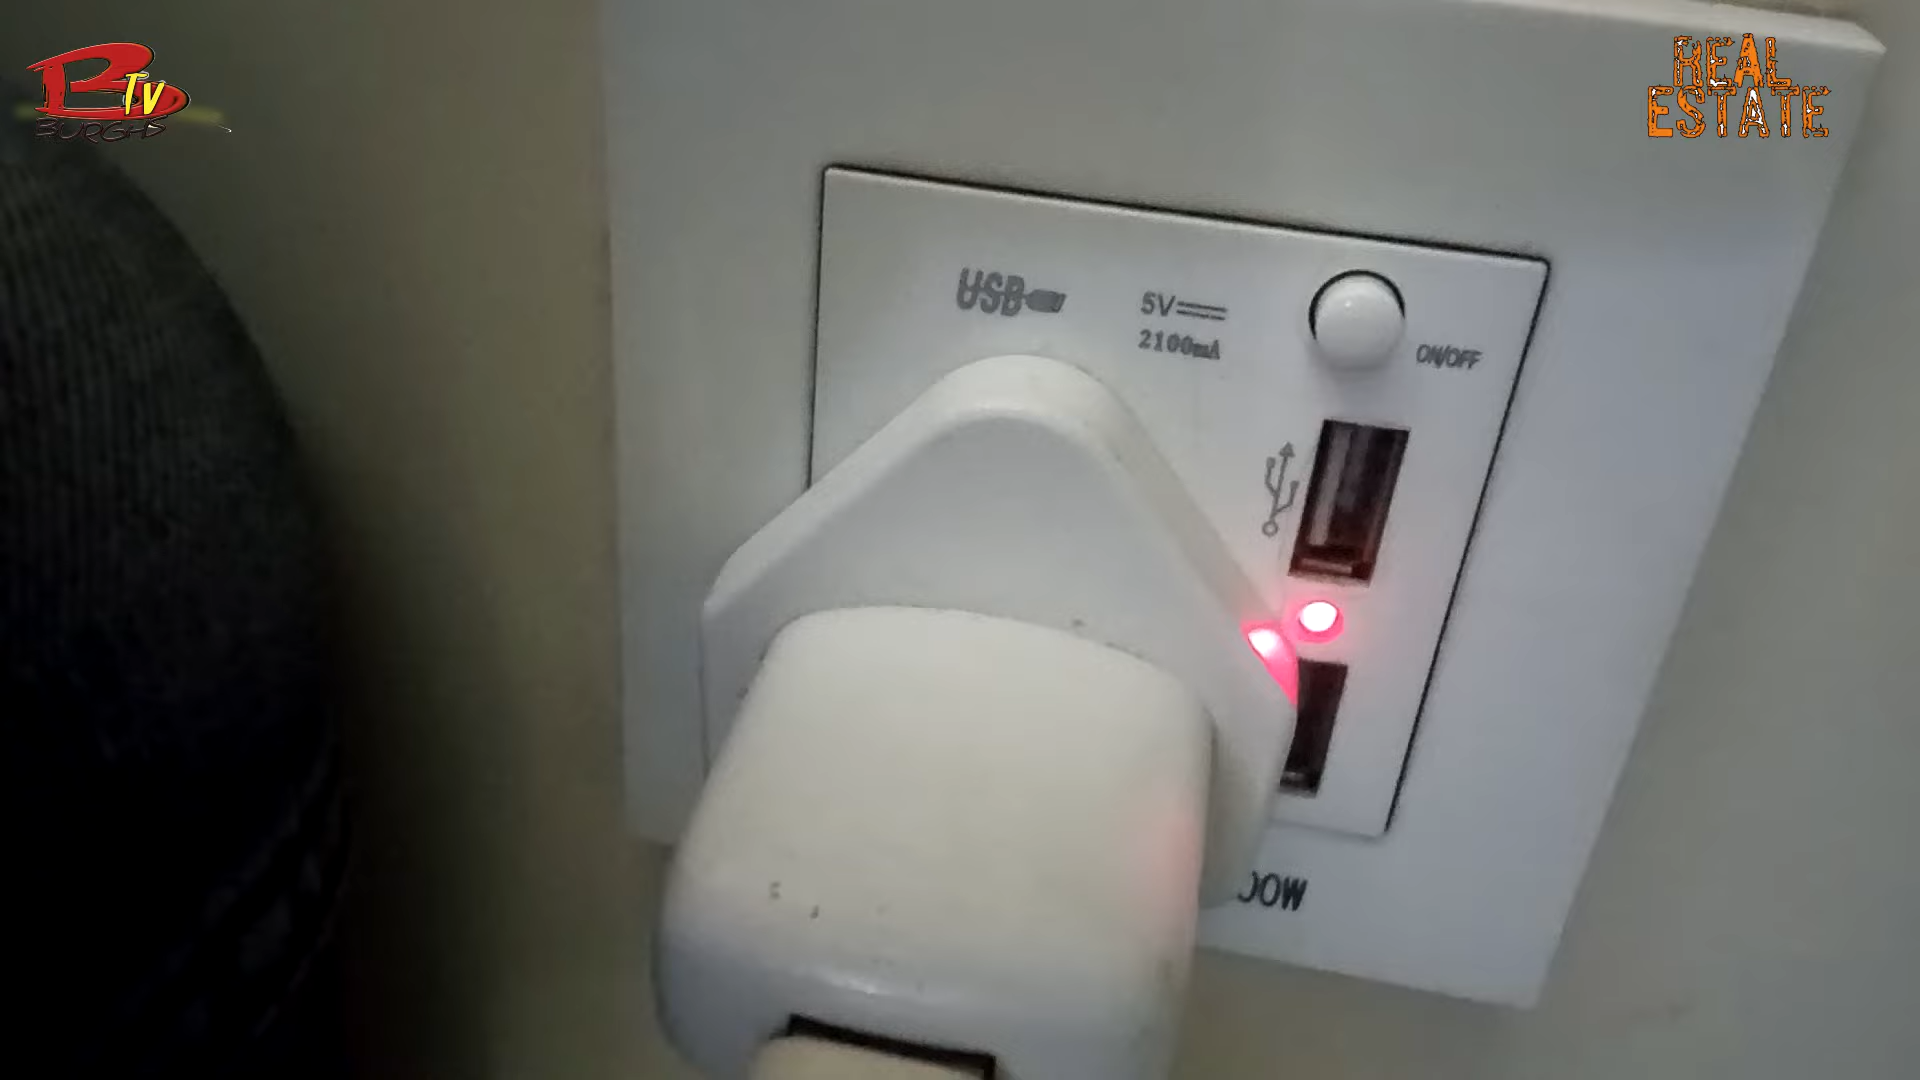 BTV
BURGHS
REAL
ESTATE
USB
5V
2100mA
ON/OFF
OOW